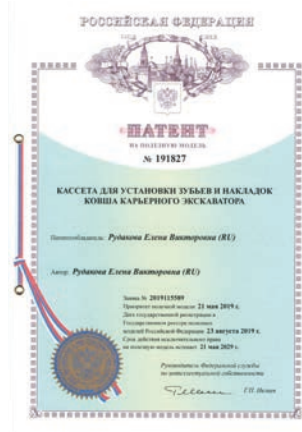 РОССИЙСКАЯ ФЕДЕРАЦИЯ
ПАТЕНТ
НА ПОЛЕЗНУЮ МОДЕЛЬ
№ 191827
КАССЕТА ДЛЯ УСТАНОВКИ ЗУБЬЕВ И НАКЛАДОК
КОВША КАРЬЕРНОГО ЭКСКАВАТОРА
Патентообладатель: Рудакова Елена Викторовна (RU)
Автор: Рудакова Елена Викторовна (RU)
Заявка № 2019115589
Приоритет полезной модели 21 мая 2019 г.
Дата государственной регистрации в
Государственном реестре полезных
моделей Российской Федерации 23 августа 2019 г.
Срок действия исключительного права
на полезную модель истекает 21 мая 2029 г.
Руководитель Федеральной службы
по интеллектуальной собственности
Г.П. Ивлиев